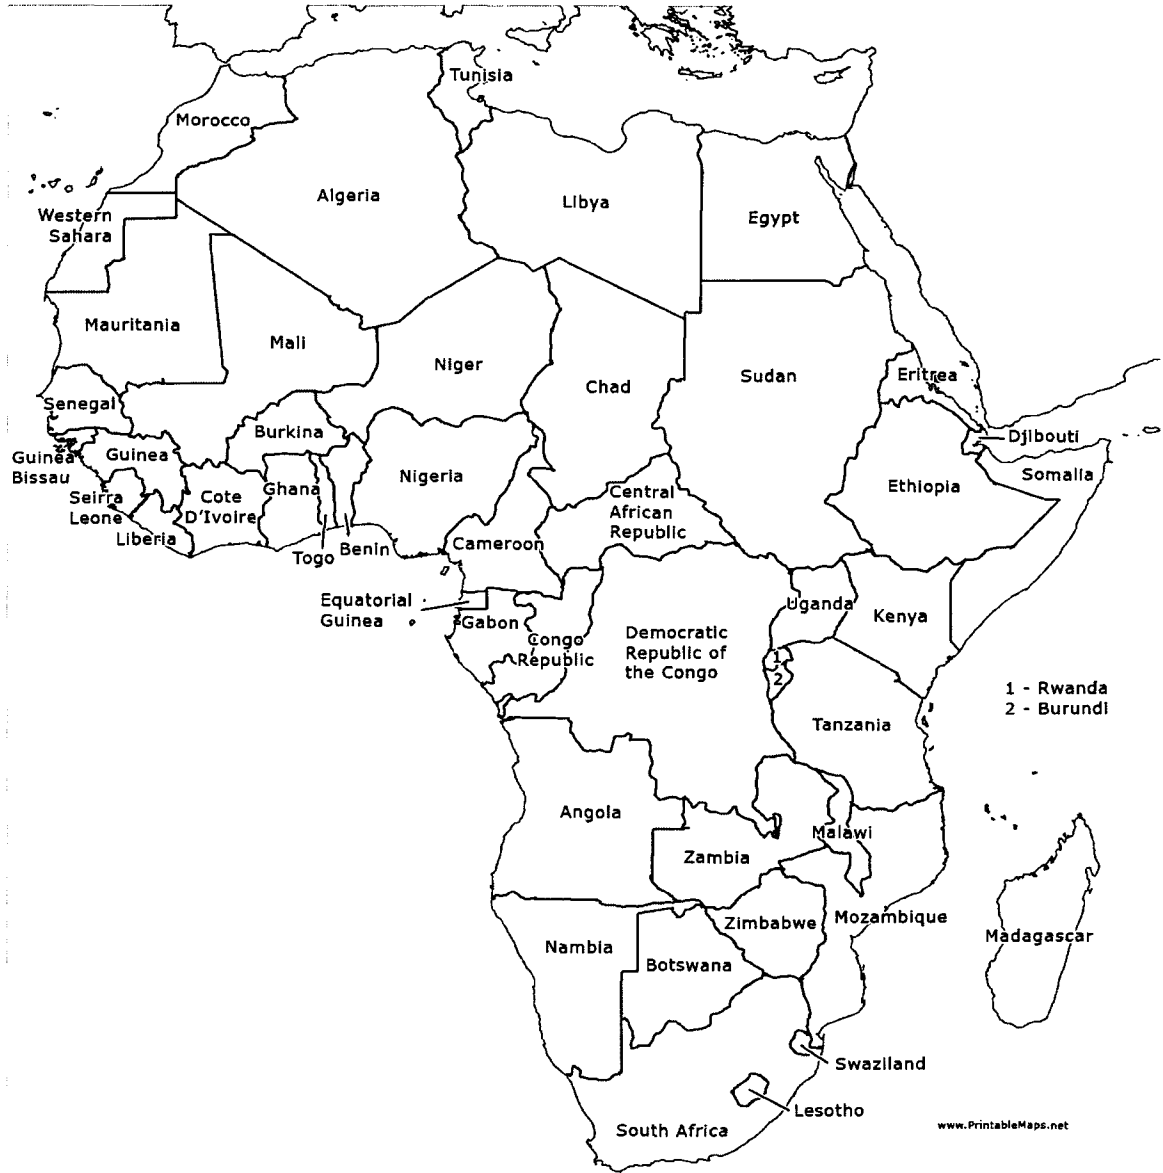 Tunisia
Morocco
Algeria
Libya
Egypt
Western
Sahara
Mauritania
Mali
Niger
Chad
Sudan
Eritrea
Senegal
Burkina
Djibouti
Guinea
Bissau
Guinea
Nigeria
Somalia
Ethiopia
Seirra
Leone
Cote
D'Ivoire
Ghana
Central
African
Republic
Liberia
Togo
Benin
Cameroon
Equatorial
Guinea
Gabon
Congo
Republic
Democratic
Republic of
the Congo
Uganda
Kenya
1
2
1 - Rwanda
2 - Burundi
Tanzania
Angola
Malawi
Zambia
Mozambique
Zimbabwe
Madagascar
Nambia
Botswana
Swaziland
Lesotho
South Africa
www.PrintableMaps.net